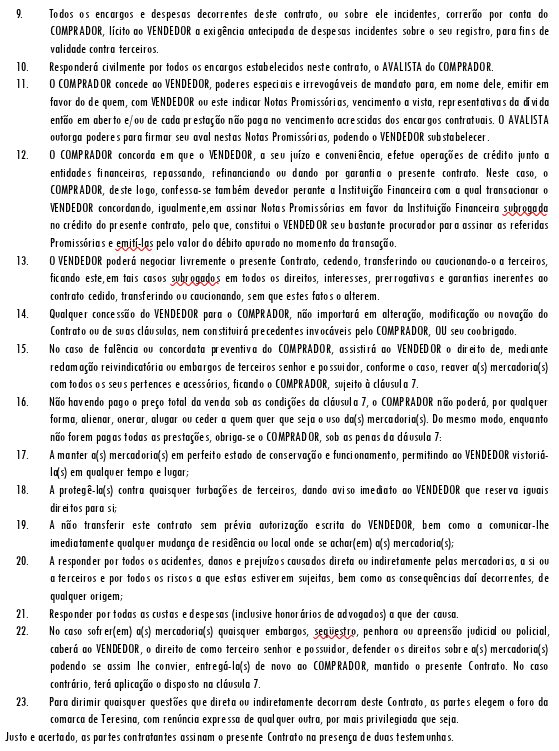 9. Todos os encargos e despesas decorrentes deste contrato, ou sobre ele incidentes, correrão por conta do
COMPRADOR, lícito ao VENDEDOR a exigência antecipada de despesas incidentes sobre o seu registro, para fins de
validade contra terceiros.
10. Responderá civilmente por todos os encargos estabelecidos neste contrato, o AVALISTA do COMPRADOR.
11. O COMPRADOR concede ao VENDEDOR, poderes especiais e irrevogáveis de mandato para, em nome dele, emitir em
favor do de quem, com VENDEDOR ou este indicar Notas Promissórias, vencimento a vista, representativas da dívida
então em aberto e/ou de cada prestação não paga no vencimento acrescidas dos encargos contratuais. O AVALISTA
outorga poderes para firmar seu aval nestas Notas Promissórias, podendo o VENDEDOR substabelecer.
12. O COMPRADOR concorda em que o VENDEDOR, a seu juízo e conveniência, efetue operações de crédito junto a
entidades financeiras, repassando, refinanciando ou dando por garantia o presente contrato. Neste caso, o
COMPRADOR, deste logo, confessa-se também devedor perante a Instituição Financeira com a qual transacionar o
VENDEDOR concordando, igualmente,em assinar Notas Promissórias em favor da Instituição Financeira subrogada
no crédito do presente contrato, pelo que, constitui o VENDEDOR seu bastante procurador para assinar as referidas
Promissórias e emití-las pelo valor do débito apurado no momento da transação.
13. O VENDEDOR poderá negociar livremente o presente Contrato, cedendo, transferindo ou caucionando-o a terceiros,
ficando este,em tais casos subrogados em todos os direitos, interesses, prerrogativas e garantias inerentes ao
contrato cedido, transferindo ou caucionando, sem que estes fatos o alterem.
14. Qualquer concessão do VENDEDOR para o COMPRADOR, não importará em alteração, modificação ou novação do
Contrato ou de suas cláusulas, nem constituirá precedentes invocáveis pelo COMPRADOR, OU seu coobrigado.
15. No caso de falência ou concordata preventiva do COMPRADOR, assistirá ao VENDEDOR o direito de, mediante
redamação reivindicatória ou embargos de terceiros senhor e possuidor, conforme o caso, reaver a(s) mercadoria(s)
com todos os seus pertences e acessórios, ficando o COMPRADOR, sujeito à cláusula 7.
16. Não havendo pago o preço total da venda sob as condições da cláusula 7, o COMPRADOR não poderá, por qualquer
forma, alienar, onerar, alugar ou ceder a quem quer que seja o uso da(s) mercadoria(s). Do mesmo modo, enquanto
não forem pagas todas as prestações, obriga-se o COMPRADOR, sob as penas da cláusula 7:
17. A manter a(s) mercadoria(s) em perfeito estado de conservação e funcionamento, permitindo ao VENDEDOR vistoriá-
la(s) em qualquer tempo e lugar;
18. A protegê-la(s) contra quaisquer turbações de terceiros, dando aviso imediato ao VENDEDOR que reserva iguais
direitos para si;
19. A não transferir este contrato sem prévia autorização escrita do VENDEDOR, bem como a comunicar-lhe
imediatamente qualquer mudança de residência ou local onde se achar(em) a(s) mercadoria(s);
20. A responder por todos os acidentes, danos e prejuízos causados direta ou indiretamente pelas mercadorias, a si ou
a terceiros e por todos os riscos a que estas estiverem sujeitas, bem como as consequências daí decorrentes, de
qualquer origem;
21. Responder por todas as custas e despesas (inclusive honorários de advogados) a que der causa.
22. No caso sofrer(em) a(s) mercadoria(s) quaisquer embargos, seqüestro, penhora ou apreensão judicial ou policial,
caberá ao VENDEDOR, o direito de como terceiro senhor e possuidor, defender os direitos sobre a(s) mercadoria(s)
podendo se assim lhe convier, entregá-la(s) de novo ao COMPRADOR, mantido o presente Contrato. No caso
contrário, terá aplicação o disposto na cláusula 7.
23. Para dirimir quaisquer questões que direta ou indiretamente decorram deste Contrato, as partes elegem o foro da
comarca de Teresina, com renúncia expressa de qualquer outra, por mais privilegiada que seja.
Justo e acertado, as partes contratantes assinam o presente Contrato na presença de duas testemunhas.